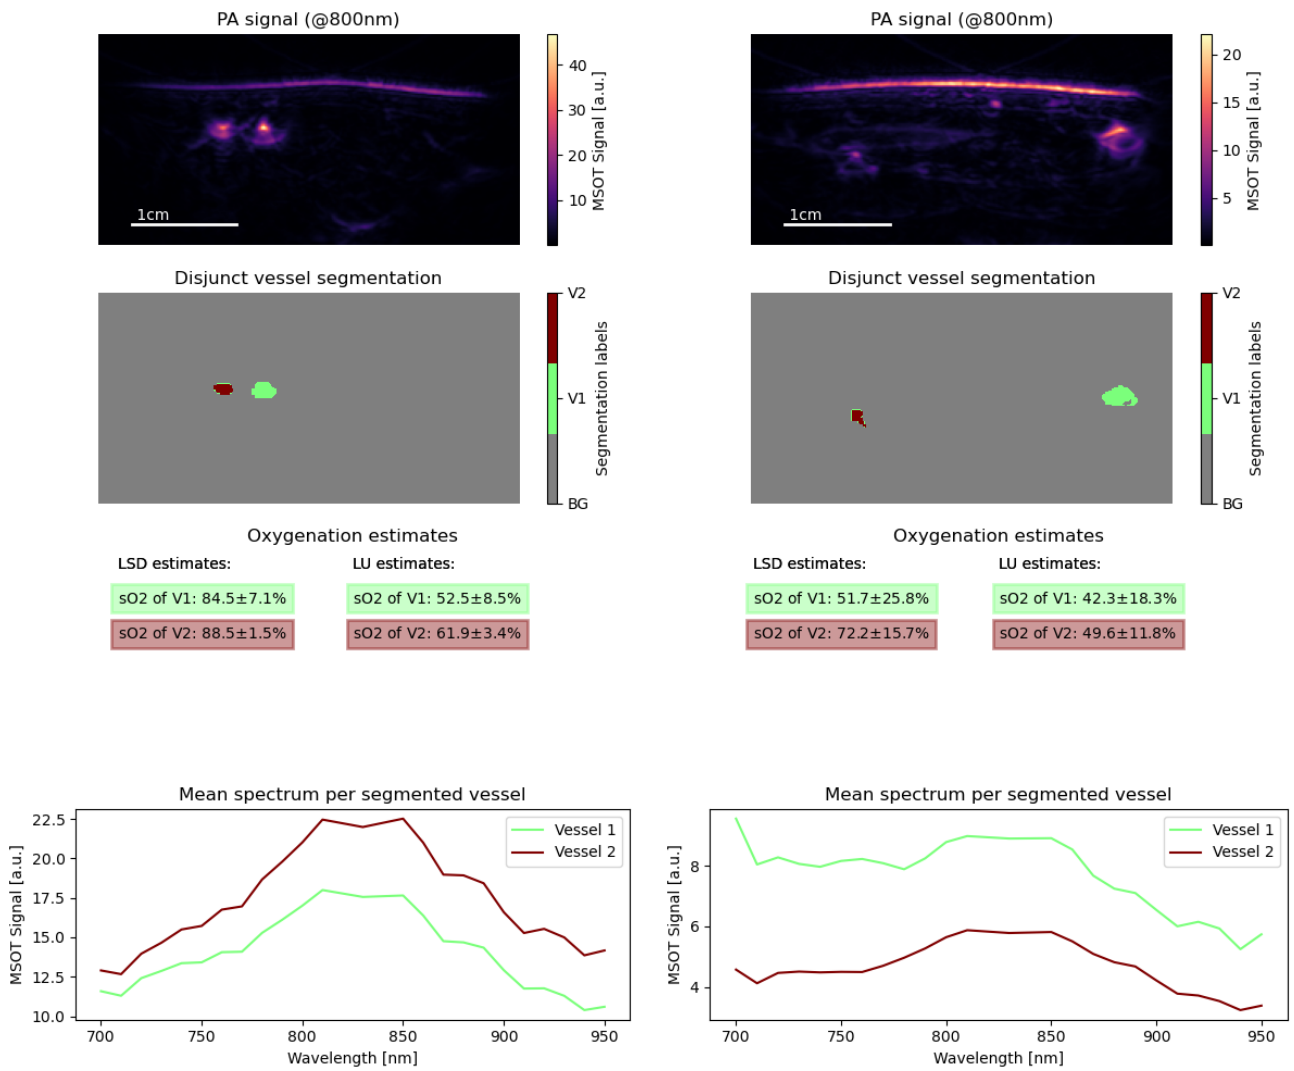 PA signal (@800nm)
1cm
40
30
20
10
MSOT Signal [a.u.]
PA signal (@800nm)
1cm
20
15
10
5
MSOT Signal [a.u.]
Disjunct vessel segmentation
V2
V1
BG
Segmentation labels
Disjunct vessel segmentation
V2
V1
BG
Segmentation labels
Oxygenation estimates
LSD estimates:
LU estimates:
sO2 of V1: 84.5±7.1%
sO2 of V1: 52.5±8.5%
sO2 of V2: 88.5±1.5%
sO2 of V2: 61.9±3.4%
Oxygenation estimates
LSD estimates:
LU estimates:
sO2 of V1: 51.7±25.8%
sO2 of V1: 42.3±18.3%
sO2 of V2: 72.2±15.7%
sO2 of V2: 49.6±11.8%
Mean spectrum per segmented vessel
MSOT Signal [a.u.]
22.5
20.0
17.5
15.0
12.5
10.0
Vessel 1
Vessel 2
700 750 800 850 900 950
Wavelength [nm]
Mean spectrum per segmented vessel
MSOT Signal [a.u.]
8
6
4
Vessel 1
Vessel 2
700 750 800 850 900 950
Wavelength [nm]